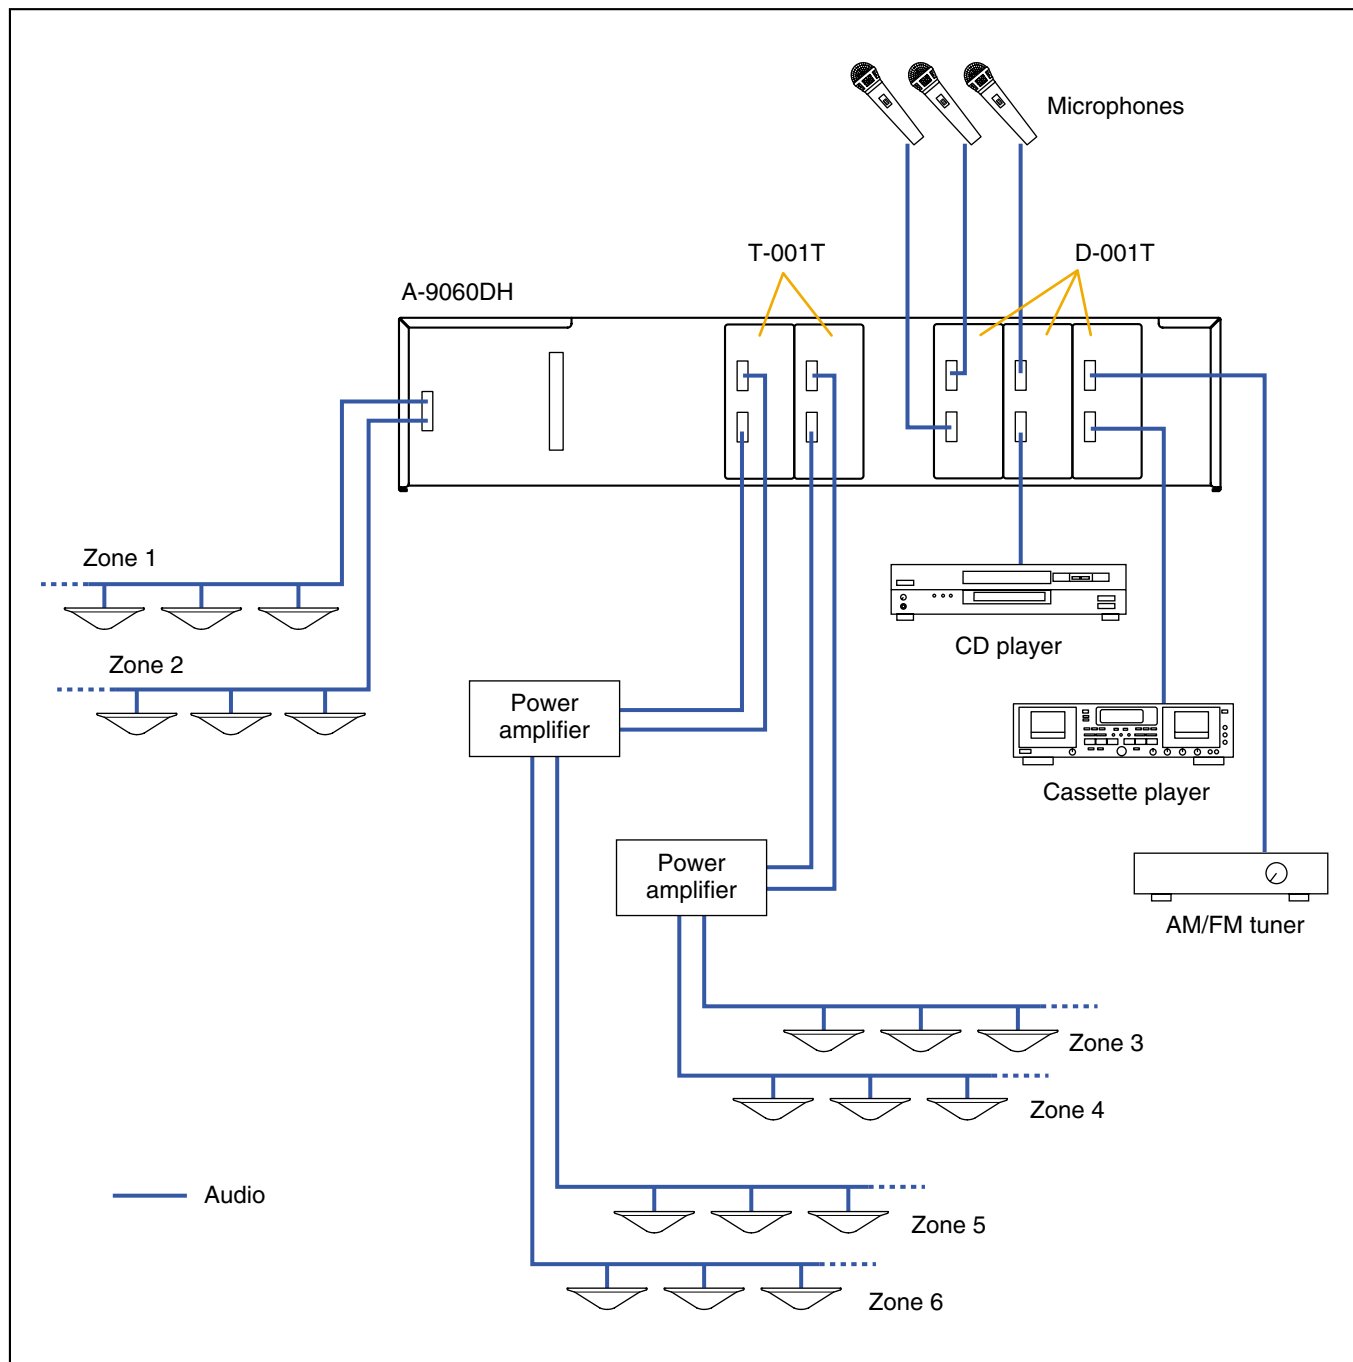 Microphones
T-001T
D-001T
A-9060DH
Zone 1
CD player
Zone 2
Power
amplifier
Cassette player
Power
amplifier
AM/FM tuner
Zone 3
Zone 4
Audio
Zone 5
Zone 6